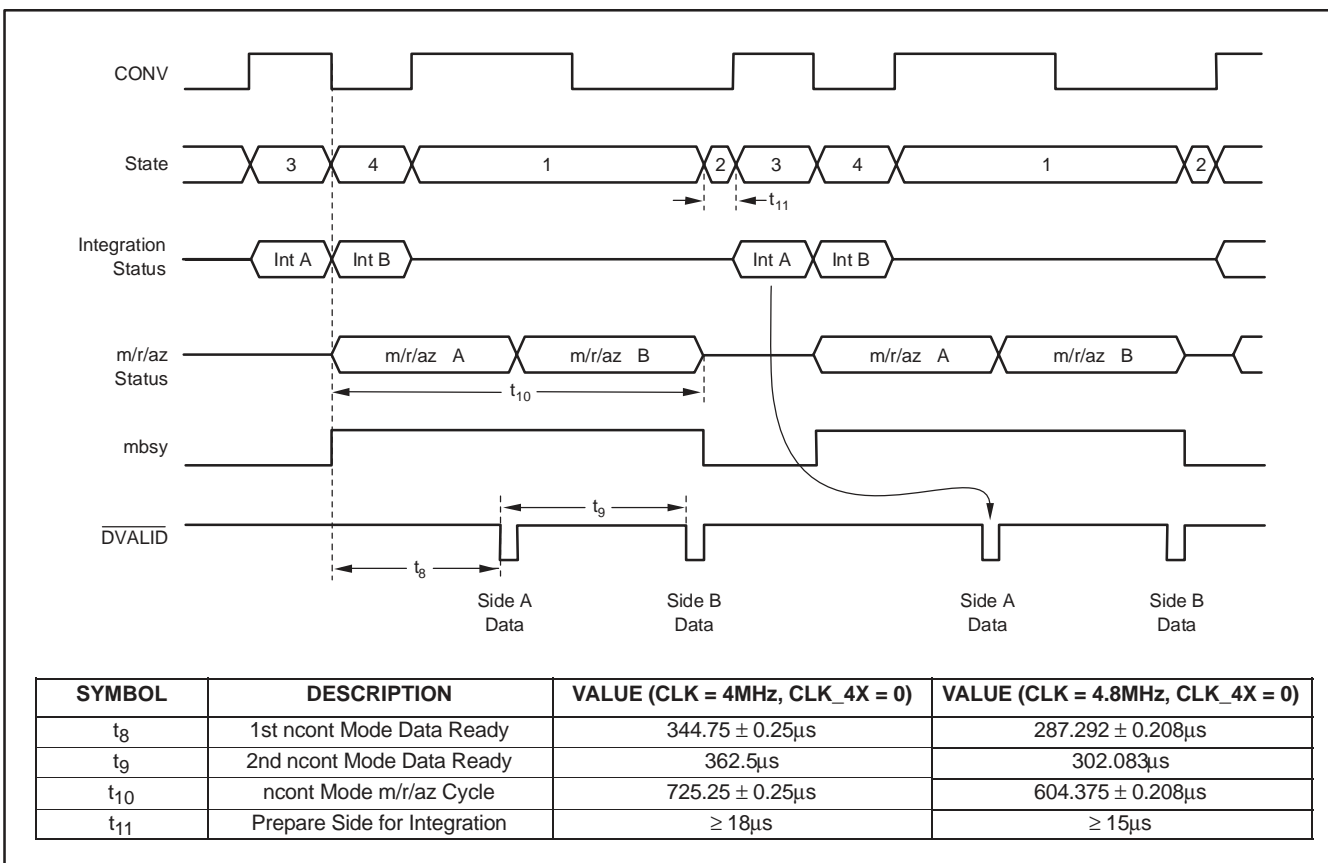 CONV
State
3 4 1 2 3 4 1 2
t11
Integration
Status
Int A Int B Int A Int B
m/r/az
Status
m/r/az A m/r/az B m/r/az A m/r/az B
t10
mbsy
t9
DVALID
t8
Side A
Data
Side B
Data
Side A
Data
Side B
Data
SYMBOL DESCRIPTION VALUE (CLK = 4MHz, CLK_4X = 0) VALUE (CLK = 4.8MHz, CLK_4X = 0)
t8 1st ncont Mode Data Ready 344.75 ± 0.25µs 287.292 ± 0.208µs
t9 2nd ncont Mode Data Ready 362.5µs 302.083µs
t10 ncont Mode m/r/az Cycle 725.25 ± 0.25µs 604.375 ± 0.208µs
t11 Prepare Side for Integration ≥ 18µs ≥ 15µs